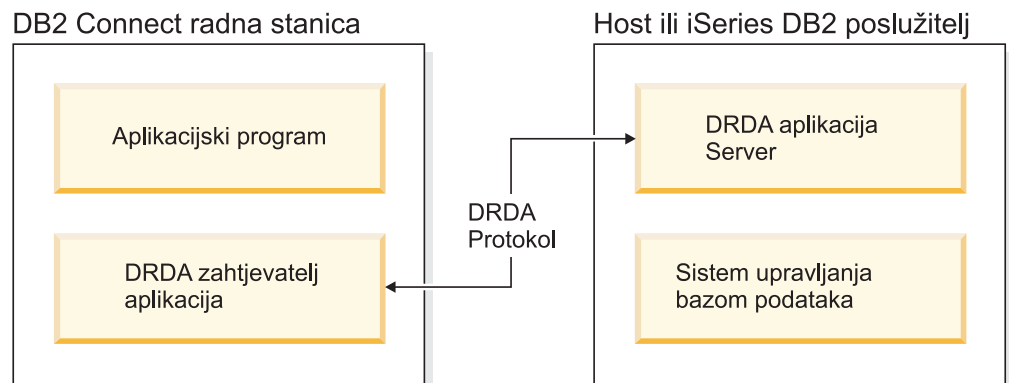 DB2 Connect radna stanica
Aplikacijski program
DRDA zahtjevatelj
aplikacija
DRDA
Protokol
Host ili iSeries DB2 poslužitelj
DRDA aplikacija
Server
Sistem upravljanja
bazom podataka